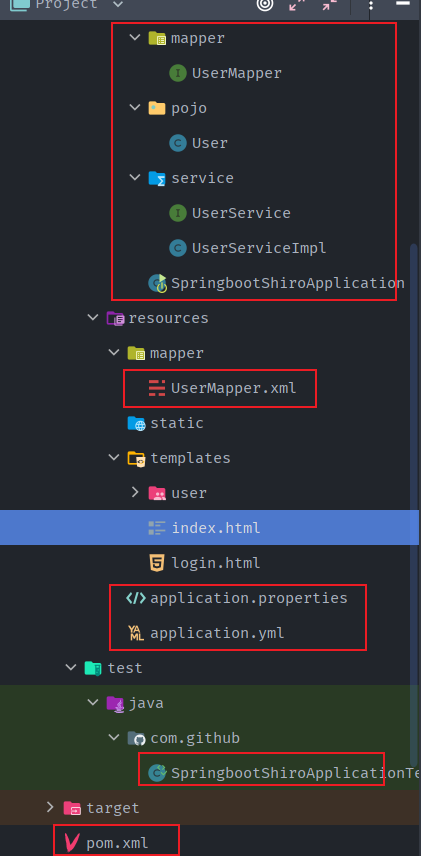 Project
mapper
UserMapper
pojo
User
service
UserService
UserServiceImpl
SpringbootShiroApplication
resources
mapper
UserMapper.xml
static
templates
user
index.html
login.html
application.properties
application.yml
test
java
com.github
SpringbootShiroApplicationTe
target
pom.xml